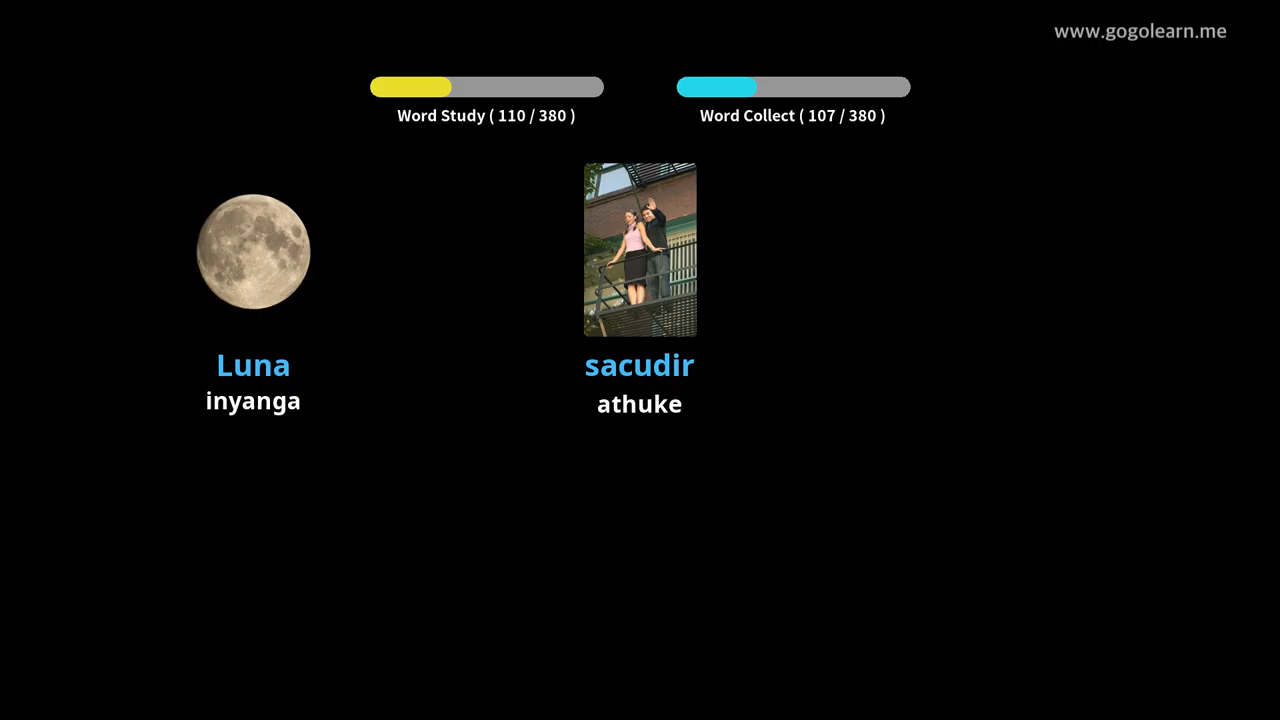 www.gogolearn.me
Word Study ( 110 / 380 )
Word Collect ( 107 / 380 )
Luna
inyanga
sacudir
athuke